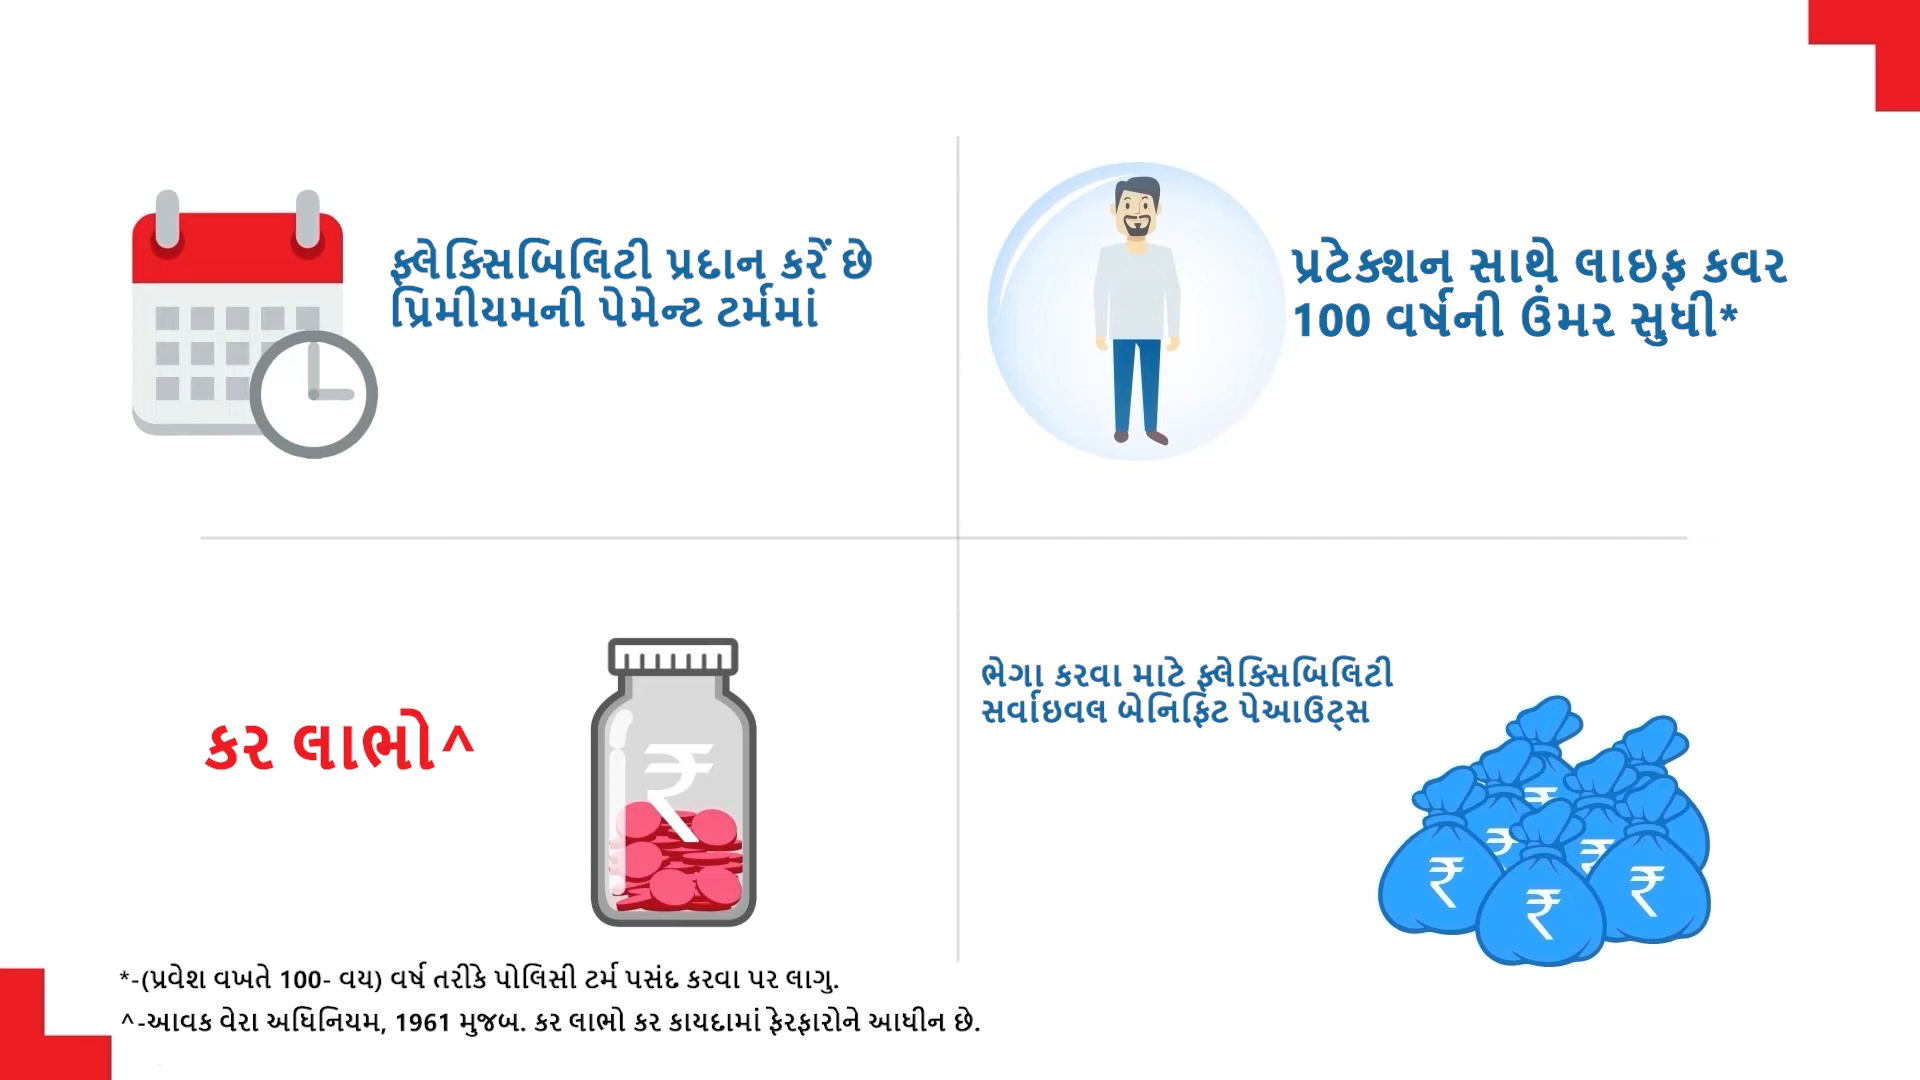 ફ્લેક્સિબિલિટી પ્રદાન કરેં છે
પ્રિમીયમની પેમેન્ટ ટર્મમાં
પ્રટેક્શન સાથે લાઇફ કવર
100 વર્ષની ઉંમર સુધી*
કર લાભો^
₹
ભેગા કરવા માટે ફ્લેક્સિબિલિટી
સર્વાઇવલ બેનિફિટ પેઆઉટ્સ
₹ ₹ ₹
₹ ₹ ₹
*-(પ્રવેશ વખતે 100- વય) વર્ષ તરીકે પોલિસી ટર્મ પસંદ કરવા પર લાગુ.
^-આવક વેરા અધિનિયમ, 1961 મુજબ. કર લાભો કર કાયદામાં ફેરફારોને આધીન છે.